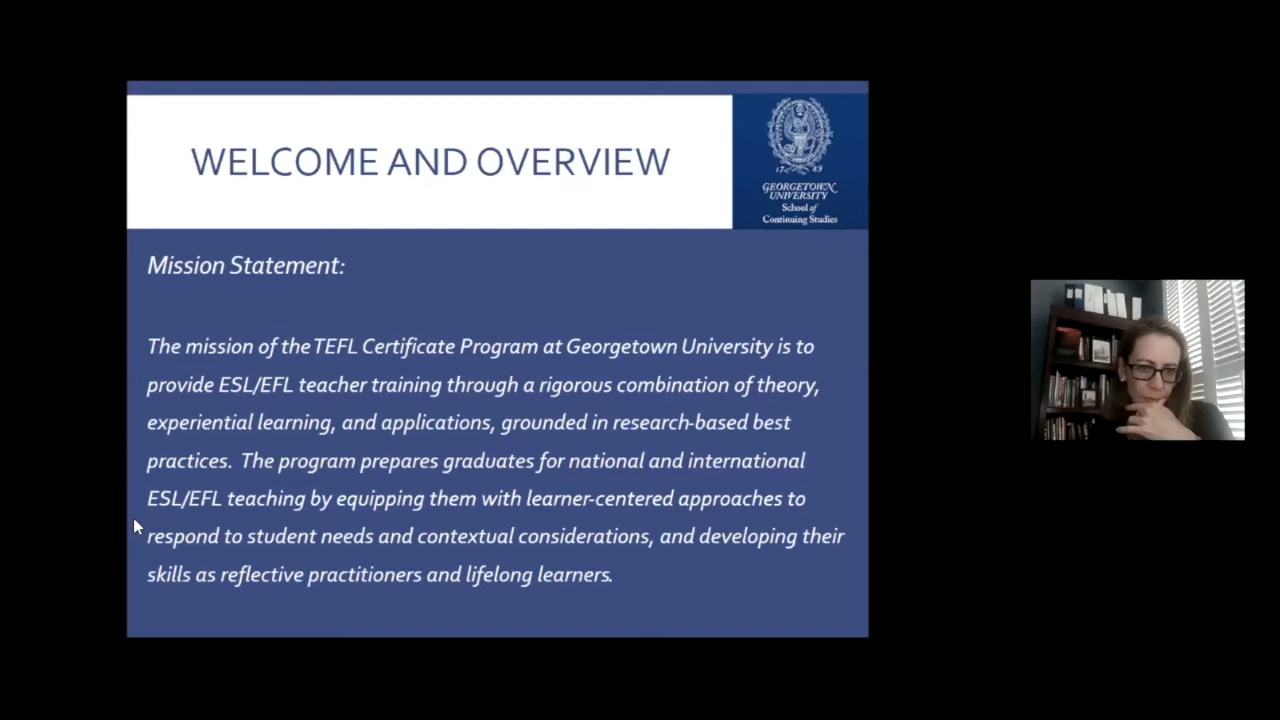 WELCOME AND OVERVIEW
17 89
GEORGETOWN
UNIVERSITY
School of
Continuing Studies
Mission Statement:
The mission of the TEFL Certificate Program at Georgetown University is to
provide ESL/EFL teacher training through a rigorous combination of theory,
experiential learning, and applications, grounded in research-based best
practices. The program prepares graduates for national and international
ESL/EFL teaching by equipping them with learner-centered approaches to
respond to student needs and contextual considerations, and developing their
skills as reflective practitioners and lifelong learners.